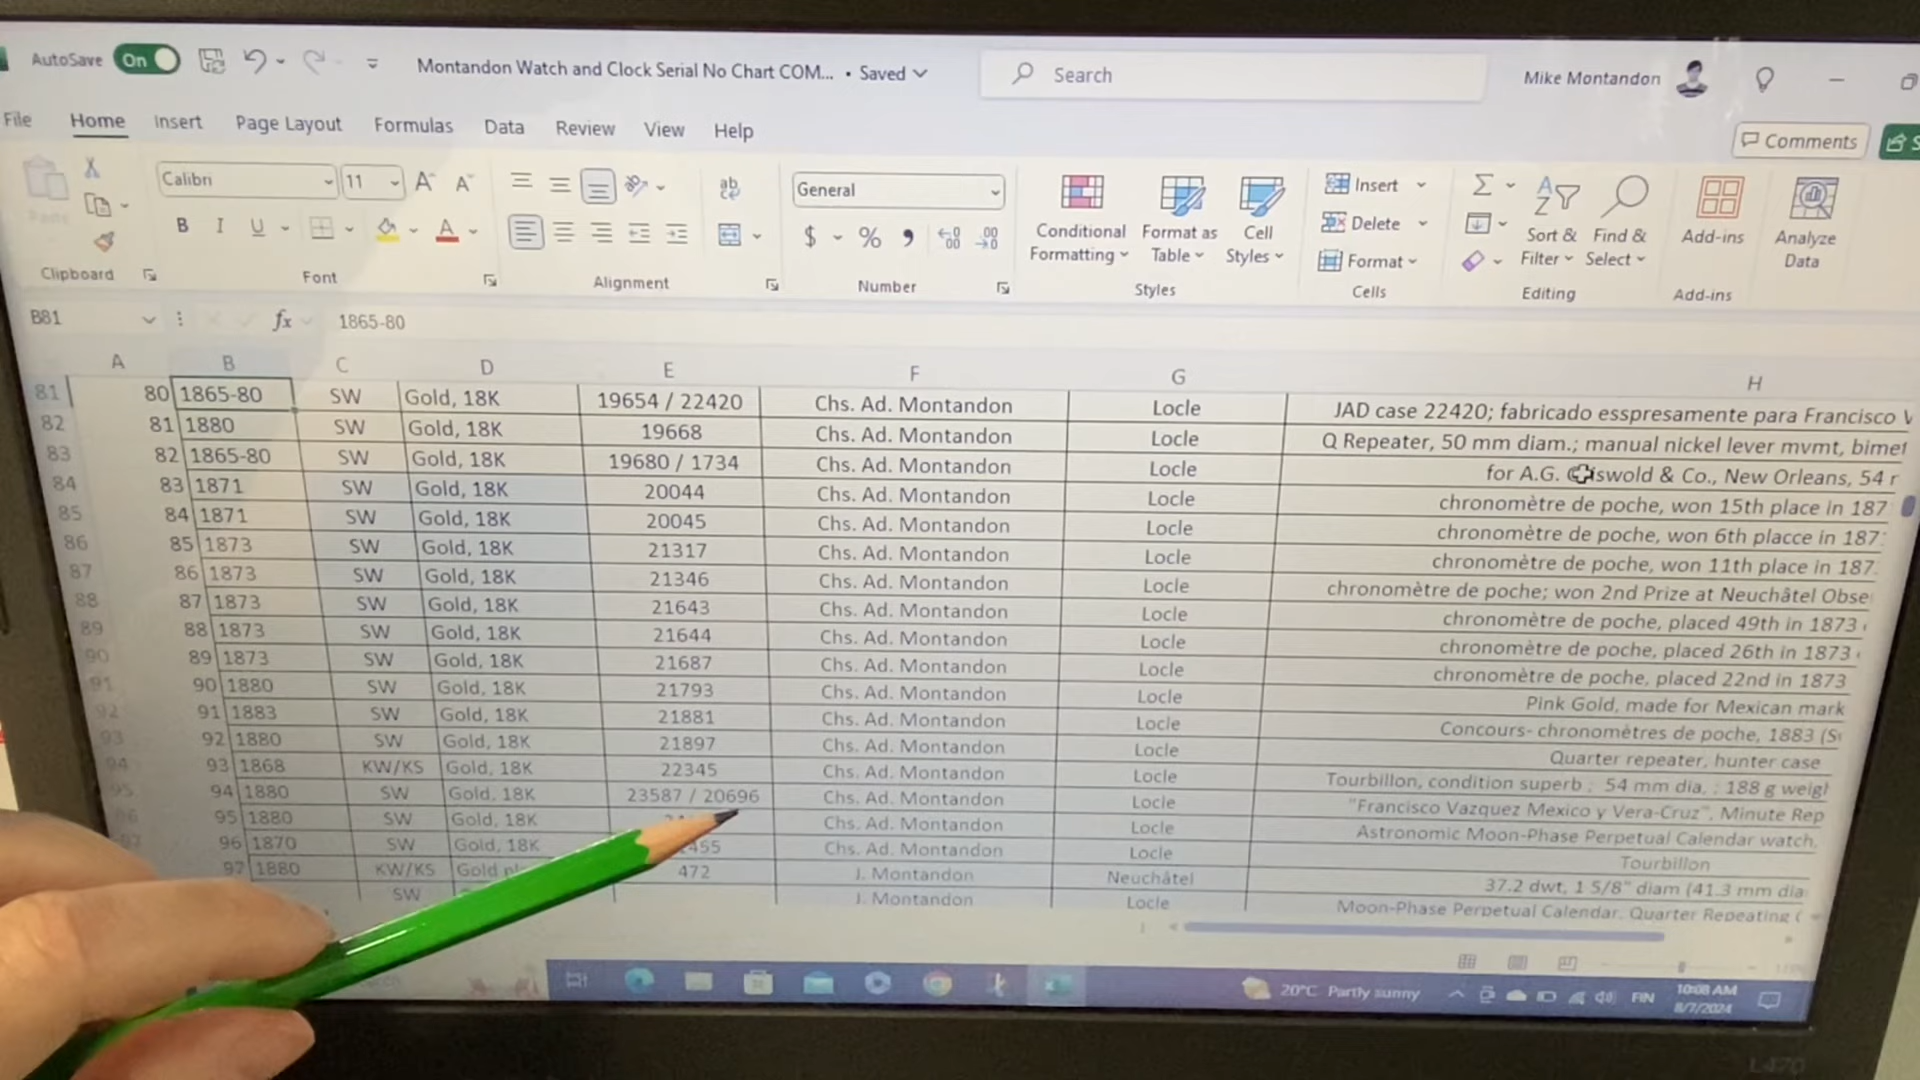 AutoSave On Montandon Watch and Clock Serial No Chart COM... • Saved Search Mike Montandon
File Home Insert Page Layout Formulas Data Review View Help Comments
Calibri 11 General Conditional Formatting Format as Table Cell Styles Insert Delete Format Sort & Filter Find & Select Add-ins Analyze Data
B I U A $ %
Clipboard Font Alignment Number Styles Cells Editing Add-ins
B81 fx 1865-80
A B C D E F G H
81 80 1865-80 SW Gold, 18K 19654 / 22420 Chs. Ad. Montandon Locle JAD case 22420; fabricado esspresamente para Francisco V
82 81 1880 SW Gold, 18K 19668 Chs. Ad. Montandon Locle Q Repeater, 50 mm diam.; manual nickel lever mvmt, bimet
83 82 1865-80 SW Gold, 18K 19680 / 1734 Chs. Ad. Montandon Locle for A.G. Griswold & Co., New Orleans, 54
84 83 1871 SW Gold, 18K 20044 Chs. Ad. Montandon Locle chronomètre de poche, won 15th place in 187
85 84 1871 SW Gold, 18K 20045 Chs. Ad. Montandon Locle chronomètre de poche, won 6th placce in 187
86 85 1873 SW Gold, 18K 21317 Chs. Ad. Montandon Locle chronomètre de poche, won 11th place in 187
87 86 1873 SW Gold, 18K 21346 Chs. Ad. Montandon Locle chronomètre de poche; won 2nd Prize at Neuchâtel Obse
88 87 1873 SW Gold, 18K 21643 Chs. Ad. Montandon Locle chronomètre de poche, placed 49th in 1873
89 88 1873 SW Gold, 18K 21644 Chs. Ad. Montandon Locle chronomètre de poche, placed 26th in 1873
90 89 1873 SW Gold, 18K 21687 Chs. Ad. Montandon Locle chronomètre de poche, placed 22nd in 1873
91 90 1880 SW Gold, 18K 21793 Chs. Ad. Montandon Locle Pink Gold, made for Mexican mark
92 91 1883 SW Gold, 18K 21881 Chs. Ad. Montandon Locle Concours- chronomètres de poche, 1883
93 92 1880 SW Gold, 18K 21897 Chs. Ad. Montandon Locle Quarter repeater, hunter case
94 93 1868 KW/KS Gold, 18K 22345 Chs. Ad. Montandon Locle Tourbillon, condition superb ; 54 mm dia, ; 188 g weigh
95 94 1880 SW Gold, 18K 23587 / 20696 Chs. Ad. Montandon Locle "Francisco Vazquez Mexico y Vera-Cruz", Minute Rep
96 95 1880 SW Gold, 18K Chs. Ad. Montandon Locle Astronomic Moon-Phase Perpetual Calendar watch,
97 96 1870 SW Gold, 18K 455 Chs. Ad. Montandon Locle Tourbillon
97 1880 KW/KS Gold 472 J. Montandon Neuchâtel 37.2 dwt, 1 5/8" diam (41.3 mm dia
SW J. Montandon Locle Moon-Phase Perpetual Calendar, Quarter Repeating
20°C Partly sunny FIN 10:08 AM
8/7/2024
L470